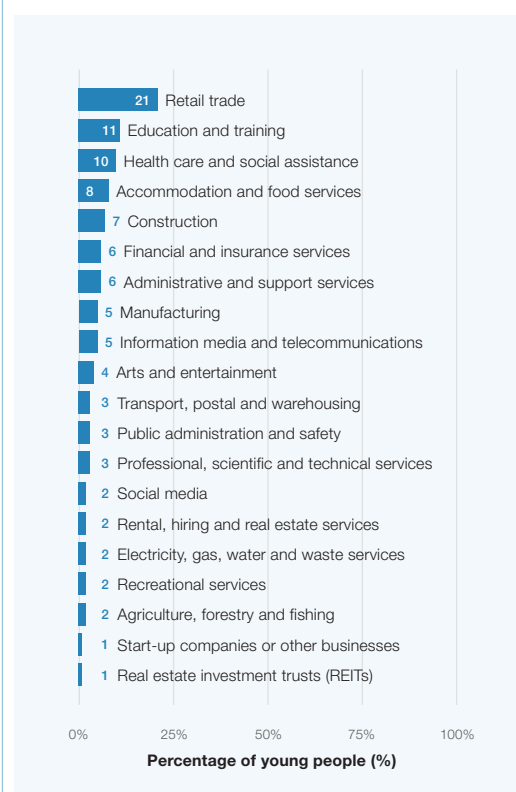 21 Retail trade
11 Education and training
10 Health care and social assistance
8 Accommodation and food services
7 Construction
6 Financial and insurance services
6 Administrative and support services
5 Manufacturing
5 Information media and telecommunications
4 Arts and entertainment
3 Transport, postal and warehousing
3 Public administration and safety
3 Professional, scientific and technical services
2 Social media
2 Rental, hiring and real estate services
2 Electricity, gas, water and waste services
2 Recreational services
2 Agriculture, forestry and fishing
1 Start-up companies or other businesses
1 Real estate investment trusts (REITs)
0% 25% 50% 75% 100%
Percentage of young people (%)